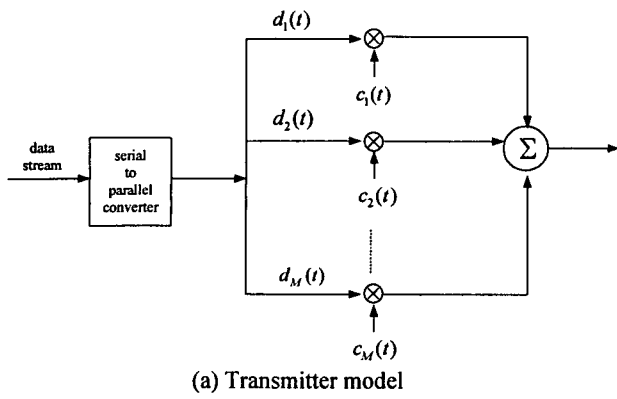 d₁(t)
c₁(t)
d₂(t)
data
stream
serial
to
parallel
converter
Σ
c₂(t)
d_M(t)
c_M(t)
(a) Transmitter model